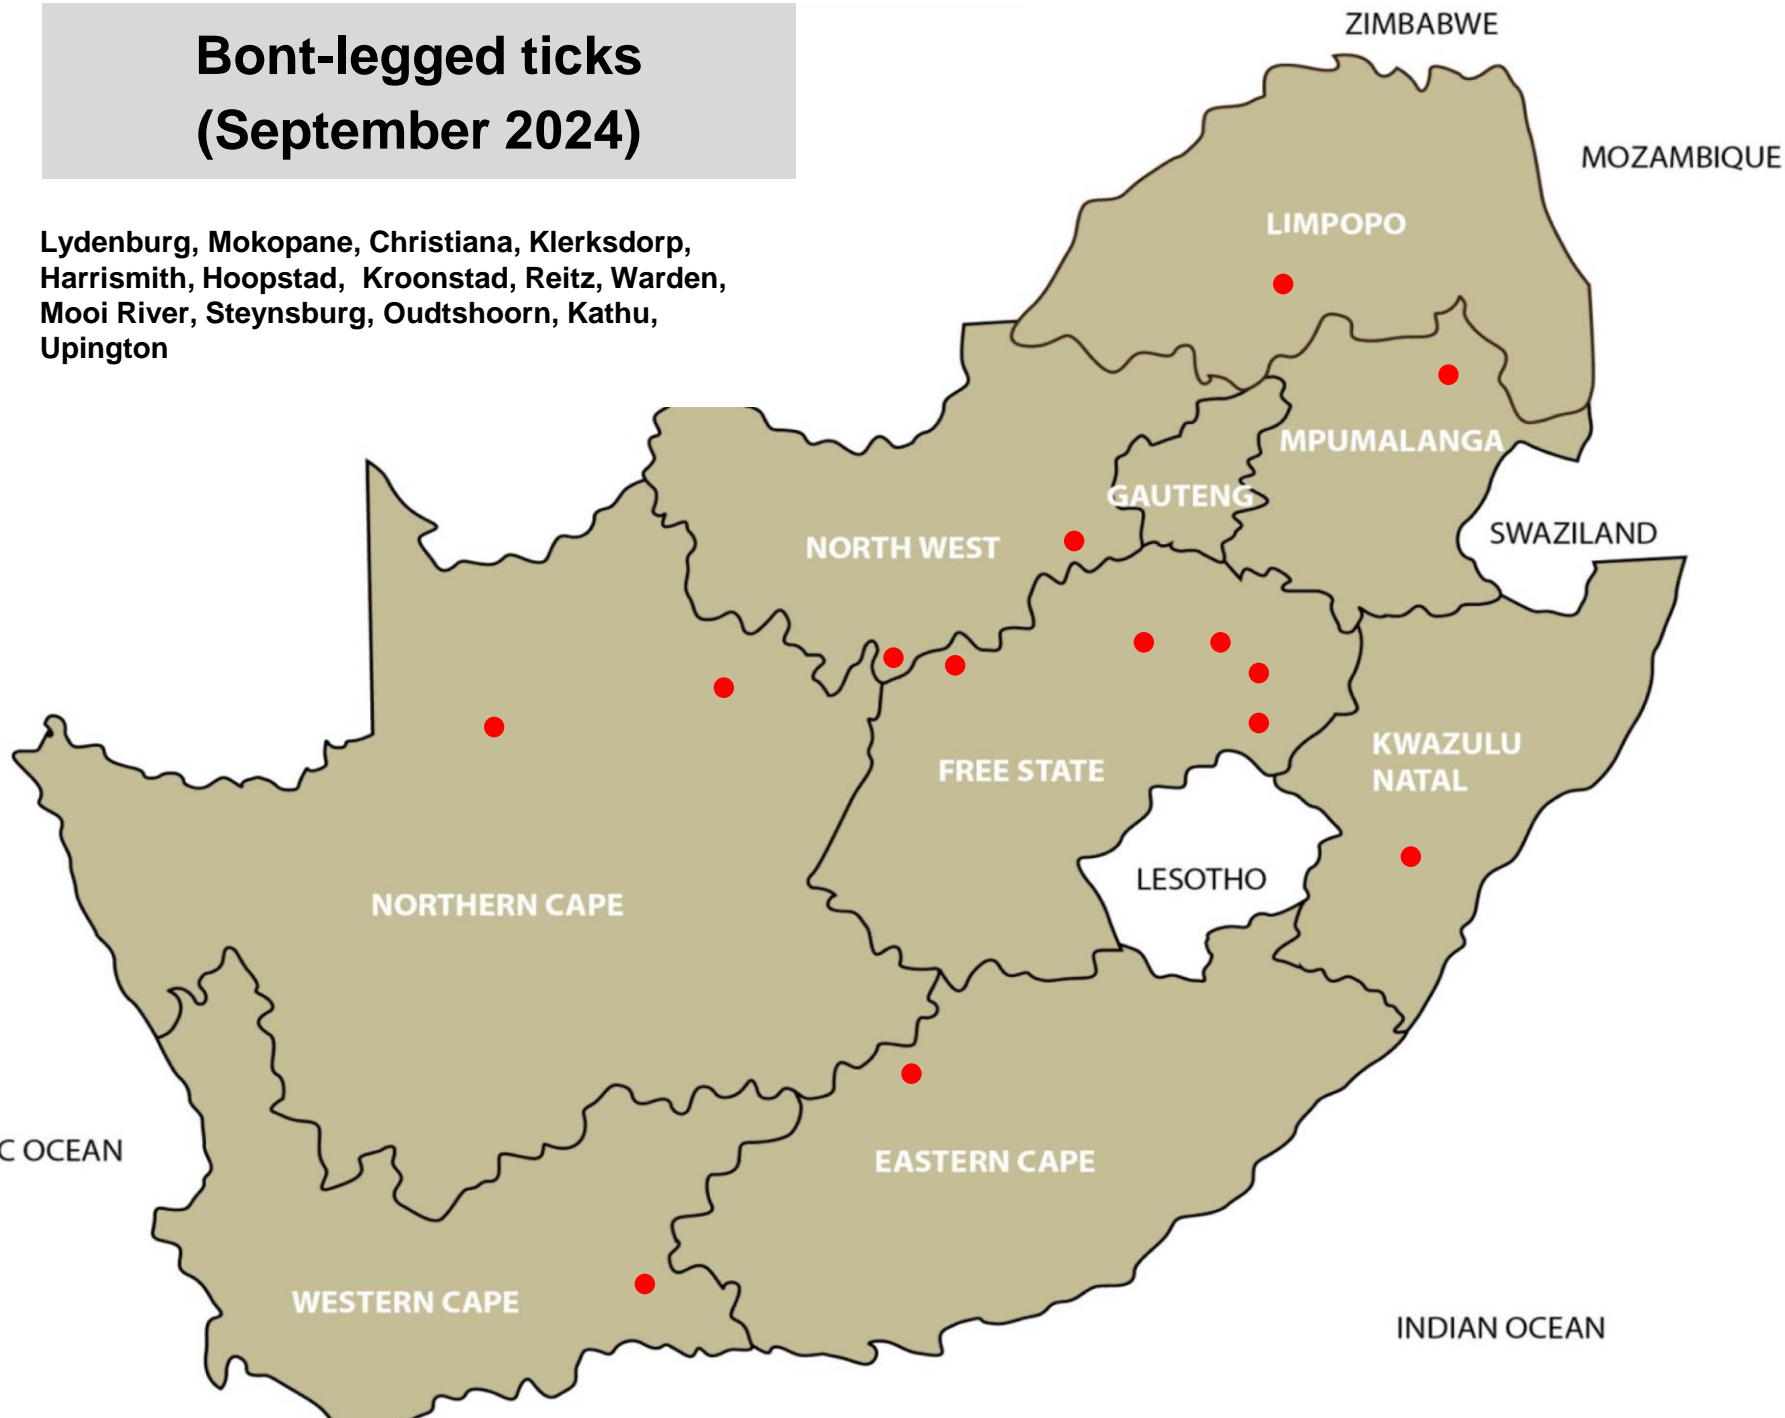 Bont-legged ticks
(September 2024)
Lydenburg, Mokopane, Christiana, Klerksdorp,
Harrismith, Hoopstad, Kroonstad, Reitz, Warden,
Mooi River, Steynsburg, Oudtshoorn, Kathu,
Upington
ZIMBABWE
MOZAMBIQUE
LIMPOPO
MPUMALANGA
GAUTENG
NORTH WEST
SWAZILAND
KWAZULU
NATAL
FREE STATE
LESOTHO
NORTHERN CAPE
C OCEAN
EASTERN CAPE
WESTERN CAPE
INDIAN OCEAN